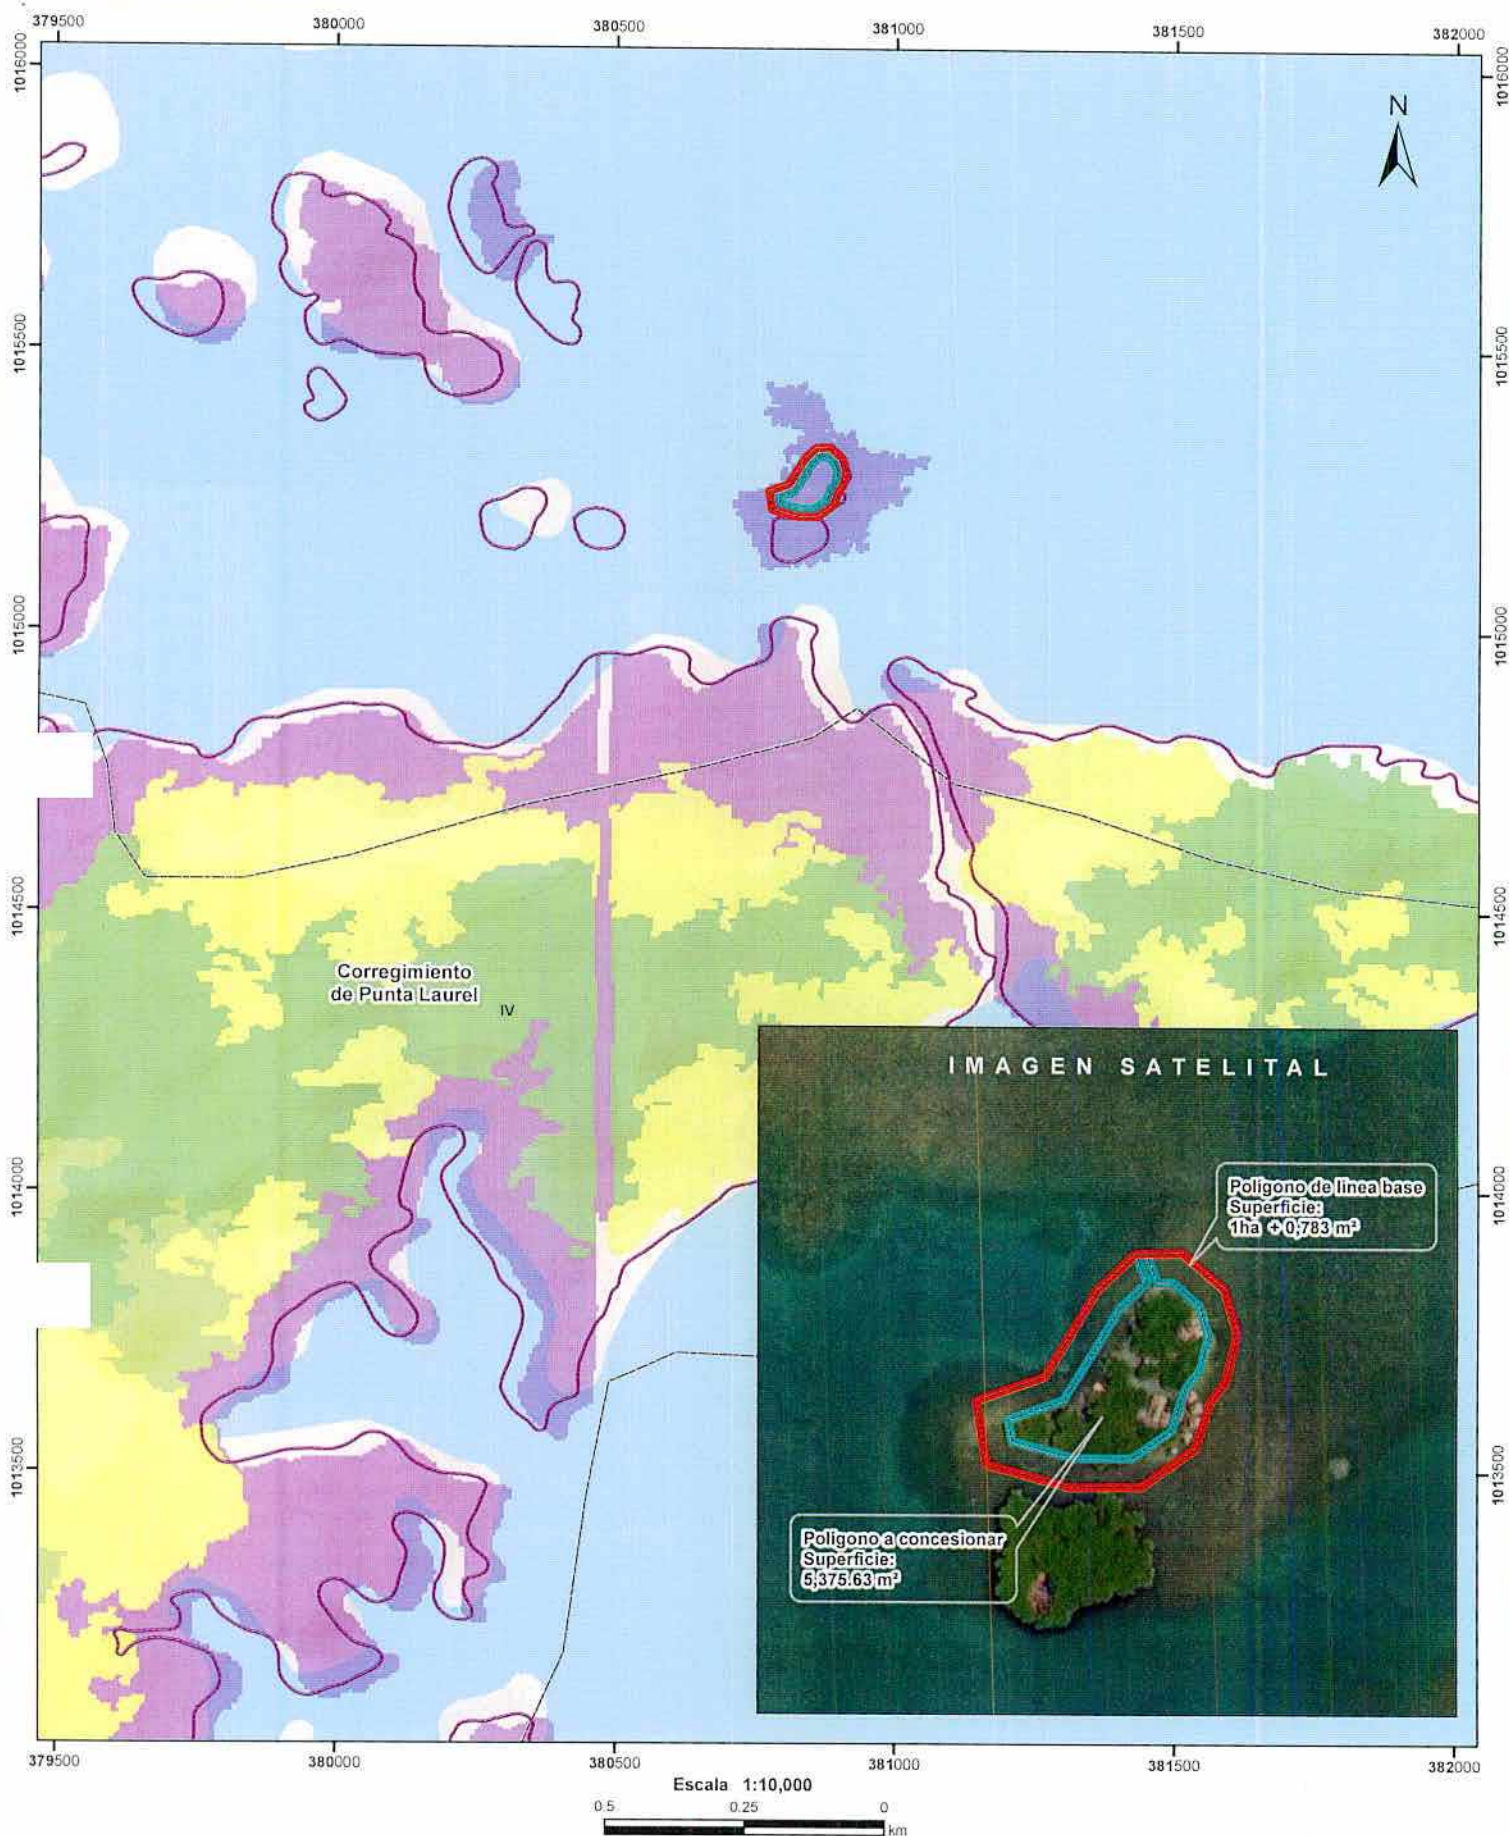 379500 380000 380500 381000 381500 382000
1016000
1016000
N
1015500
1015500
1015000
1015000
1014500
1014500
Corregimiento
de Punta Laurel
IV
IMAGEN SATELITAL
Polígono de línea base
Superficie:
1ha + 0,783 m²
1014000
1014000
1013500
1013500
Polígono a concesionar
Superficie:
5,375.63 m²
379500 380000 380500 381000 381500 382000
Escala 1:10,000
0.5 0.25 0
km